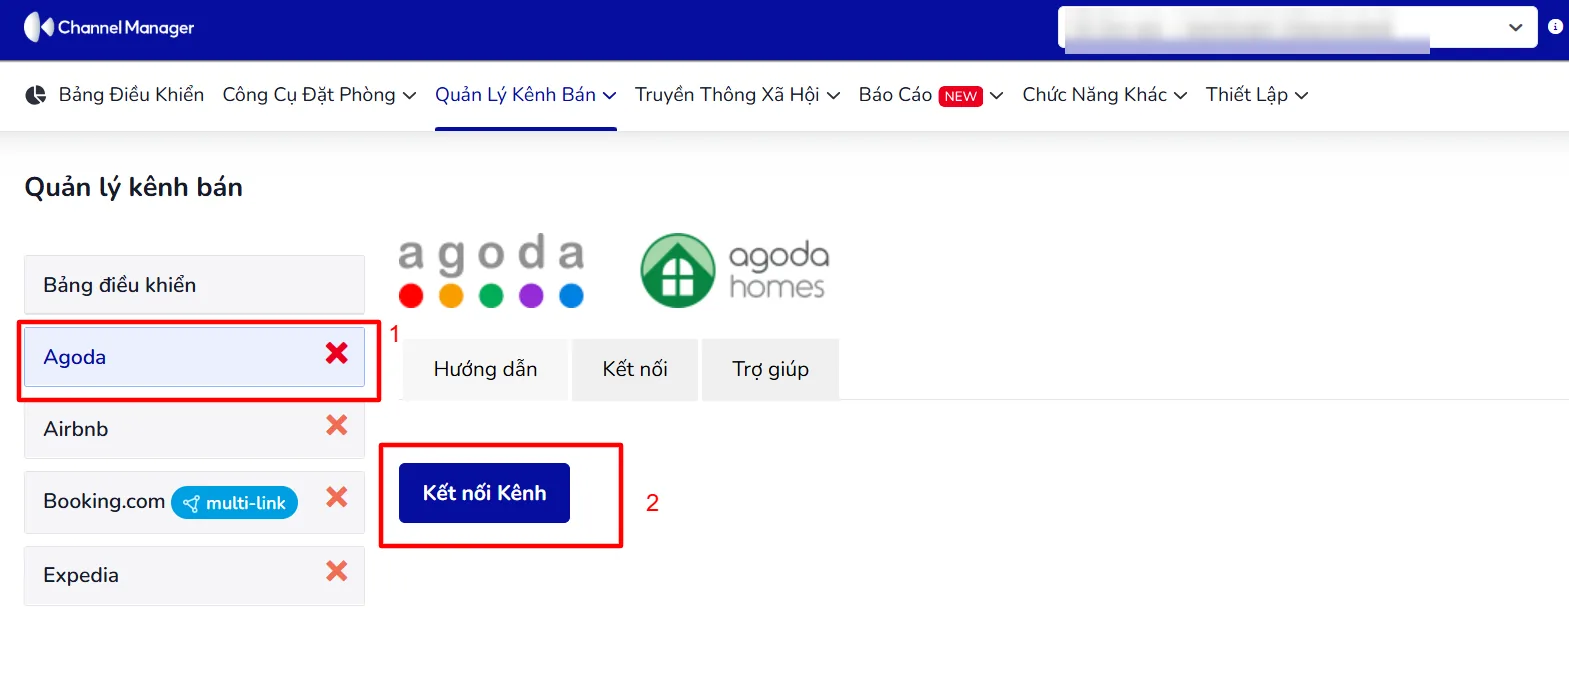 Channel Manager
Bảng Điều Khiển Công Cụ Đặt Phòng Quản Lý Kênh Bán Truyền Thông Xã Hội Báo Cáo NEW Chức Năng Khác Thiết Lập
Quản lý kênh bán
agoda agoda homes
Bảng điều khiển
Agoda
1
Hướng dẫn Kết nối Trợ giúp
Airbnb
Kết nối Kênh
2
Booking.com multi-link
Expedia